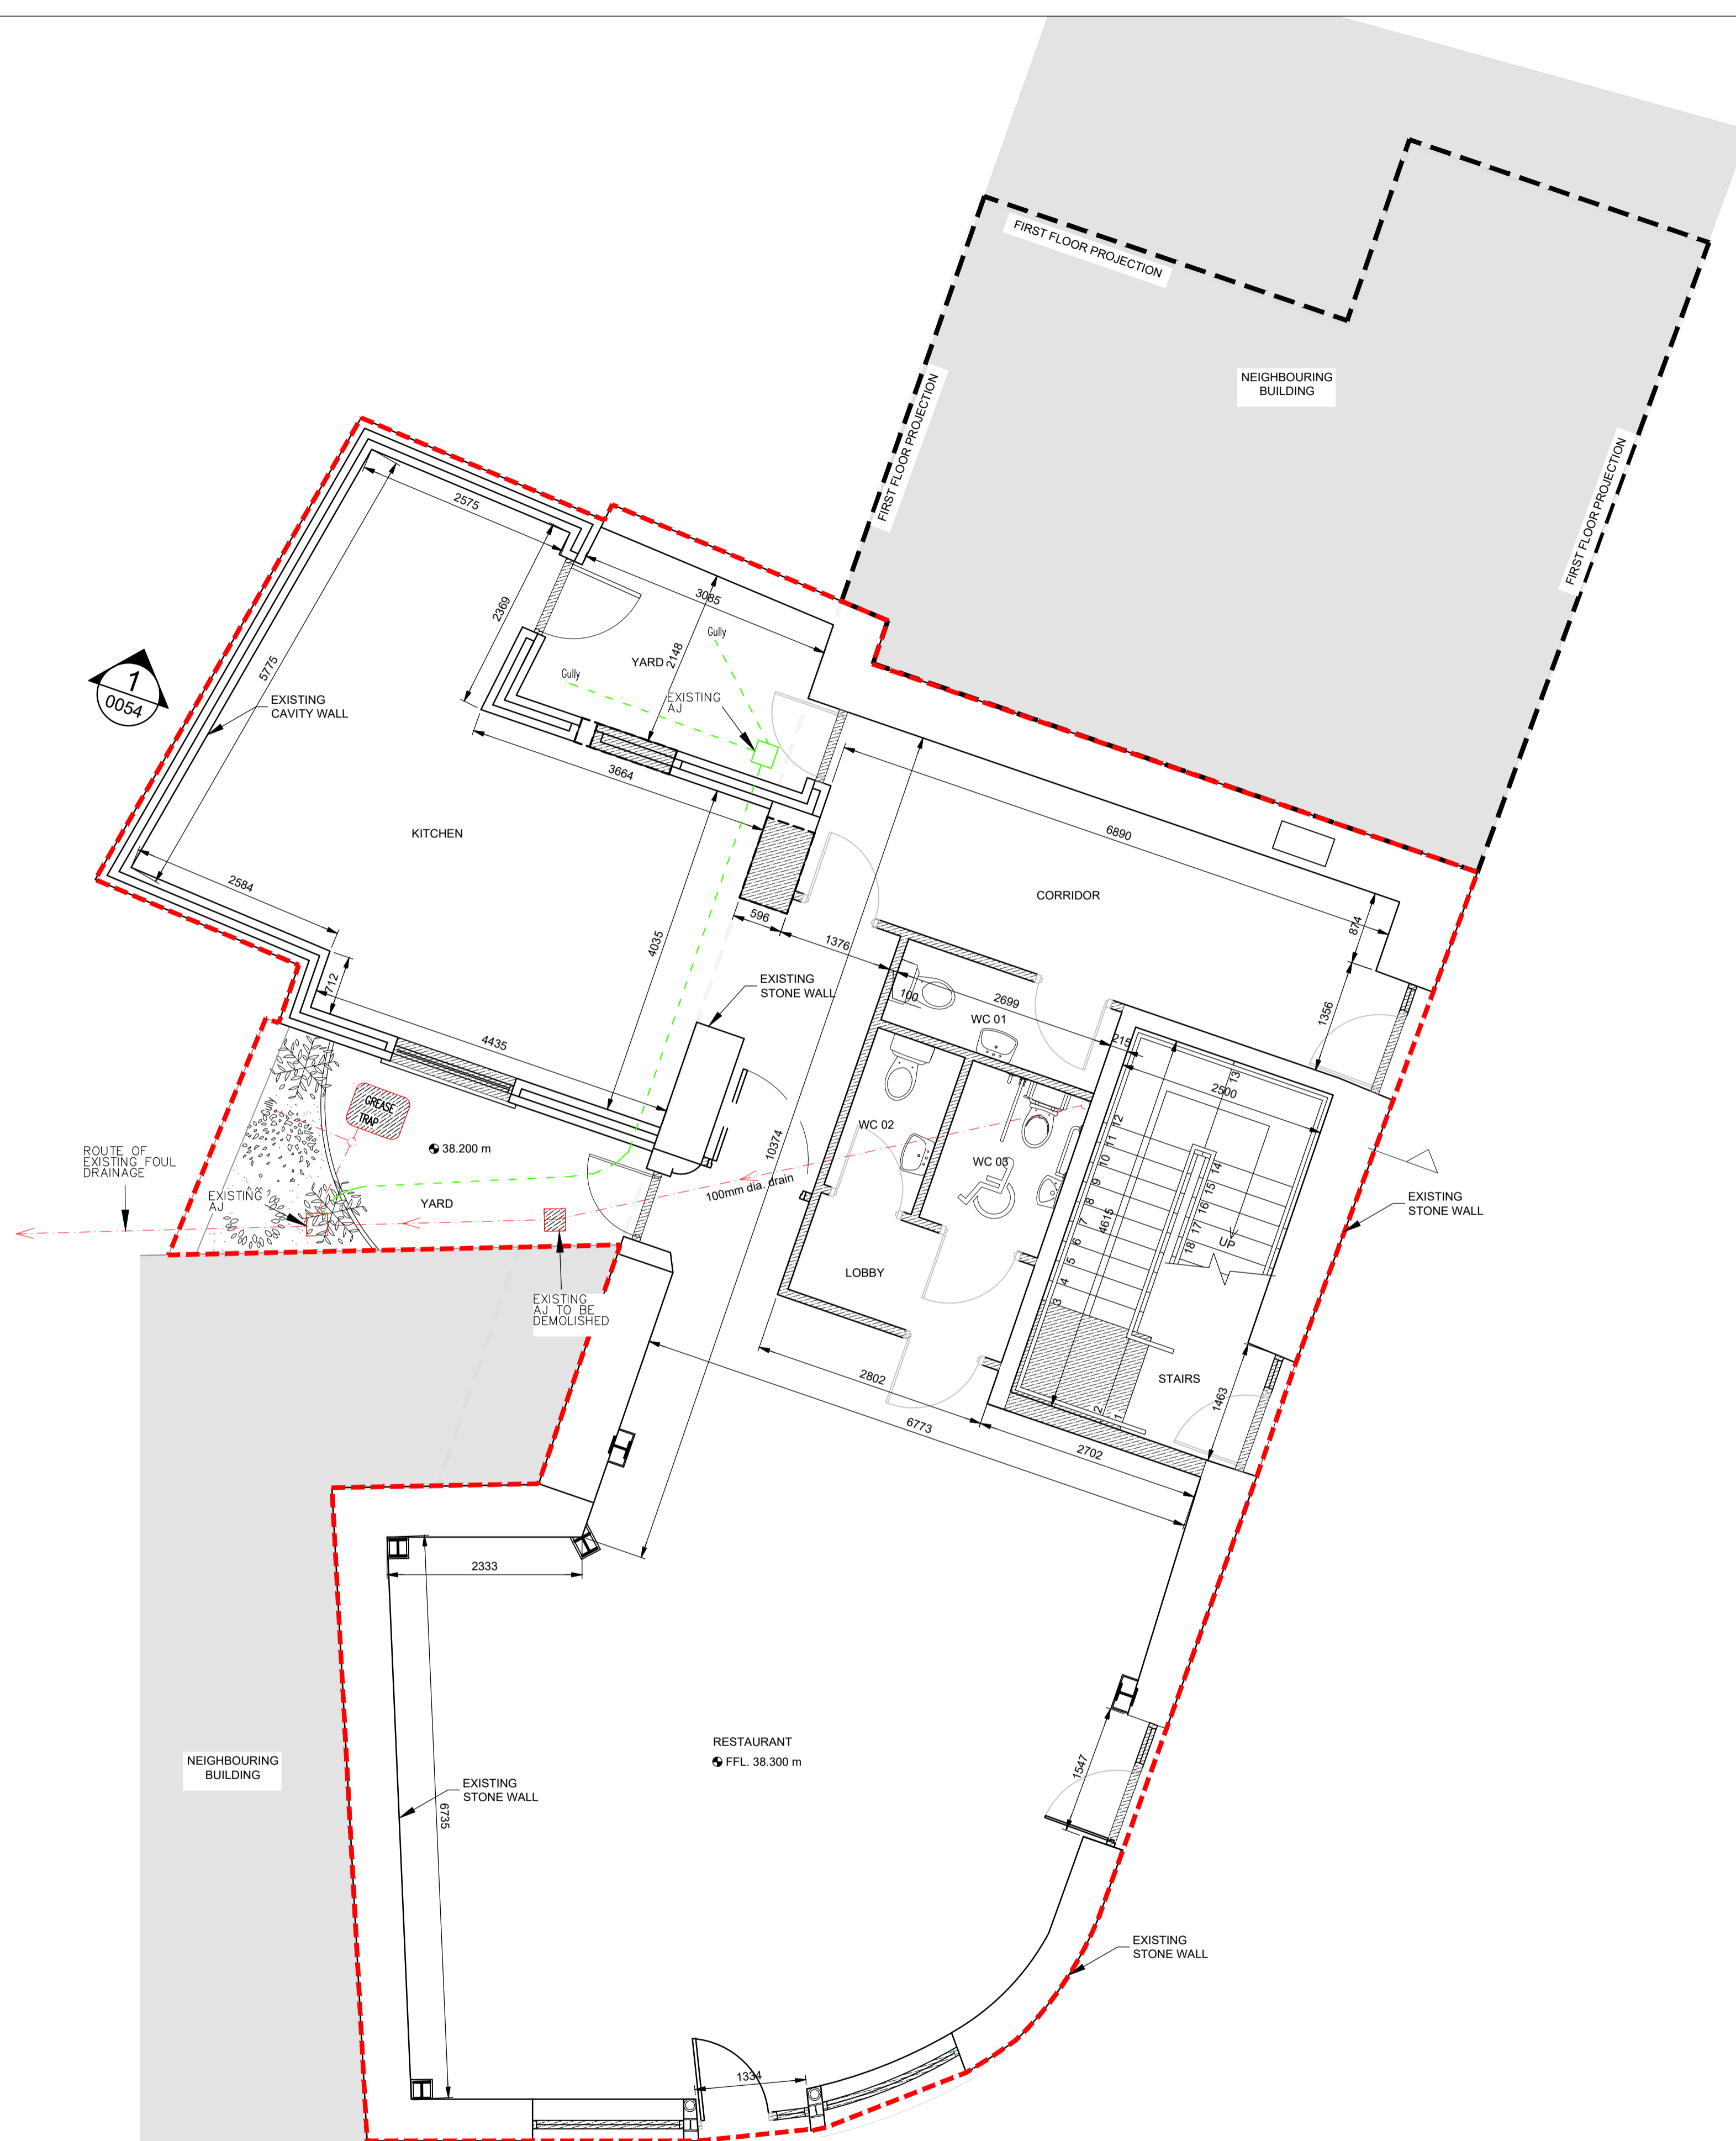 FIRST FLOOR PROJECTION
NEIGHBOURING
BUILDING
FIRST FLOOR PROJECTION
FIRST FLOOR PROJECTION
2575
3085
2369
2148
Gully
YARD
Gully
5775
1
0054
EXISTING
CAVITY WALL
EXISTING
AJ
3664
6890
KITCHEN
CORRIDOR
2584
596
1376
874
4035
712
EXISTING
STONE WALL
100
2699
WC 01
1356
4435
215
2500
13
GREASE
TRAP
Gully
WC 02
12
11
10
9
8
7
6
5
4
3
2
1
14
15
16
17
18
UP
4615
38.200 m
10374
WC 03
ROUTE OF
EXISTING FOUL
DRAINAGE
EXISTING
AJ
YARD
100mm dia. drain
EXISTING
STONE WALL
LOBBY
EXISTING
AJ TO BE
DEMOLISHED
2802
STAIRS
1463
6773
2702
2333
RESTAURANT
FFL. 38.300 m
NEIGHBOURING
BUILDING
EXISTING
STONE WALL
6735
1547
EXISTING
STONE WALL
1334